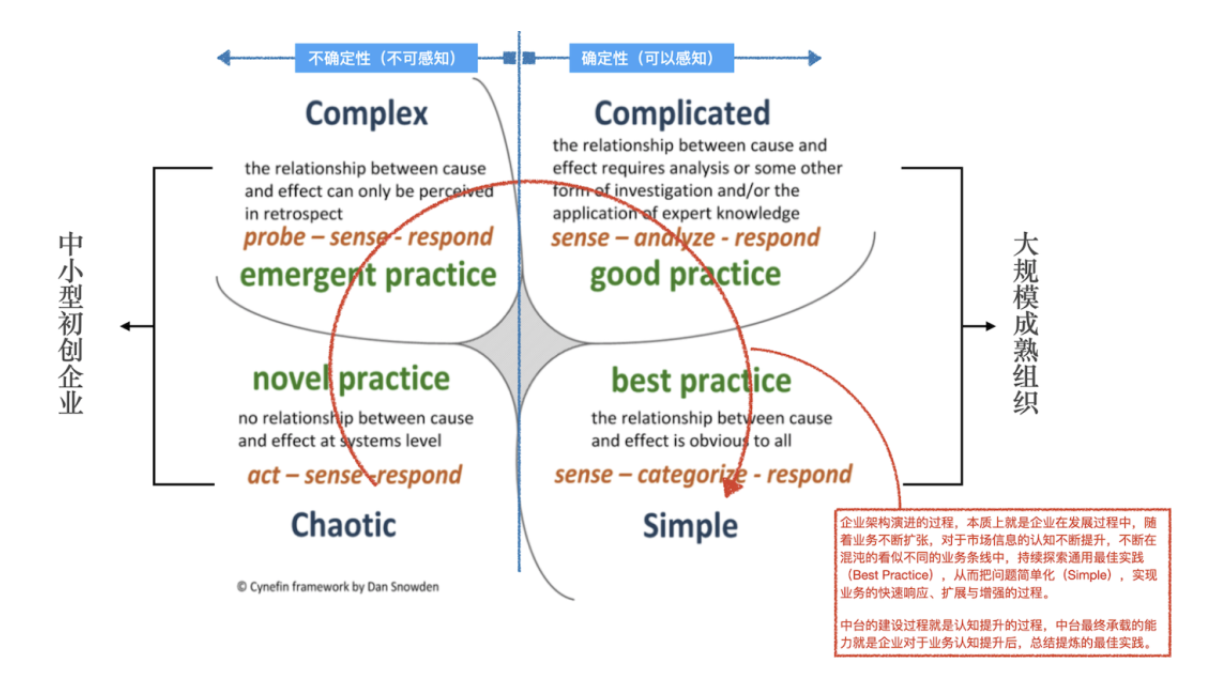 不确定性（不可感知）
确定性（可以感知）
Complex
the relationship between cause
and effect can only be perceived
in retrospect
probe – sense - respond
emergent practice
Complicated
the relationship between cause and
effect requires analysis or some other
form of investigation and/or the
application of expert knowledge
sense – analyze - respond
good practice
中小型初创企业
大规模成熟组织
novel practice
no relationship between cause
and effect at systems level
act – sense -respond
Chaotic
best practice
the relationship between cause
and effect is obvious to all
sense – categorize - respond
Simple
© Cynefin framework by Dan Snowden
企业架构演进的过程，本质上就是企业在发展过程中，随
着业务不断扩张，对于市场信息的认知不断提升，不断在
混沌的看似不同的业务条线中，持续探索通用最佳实践
（Best Practice），从而把问题简单化（Simple），实现
业务的快速响应、扩展与增强的过程。
中台的建设过程就是认知提升的过程，中台最终承载的能
力就是企业对于业务认知提升后，总结提炼的最佳实践。